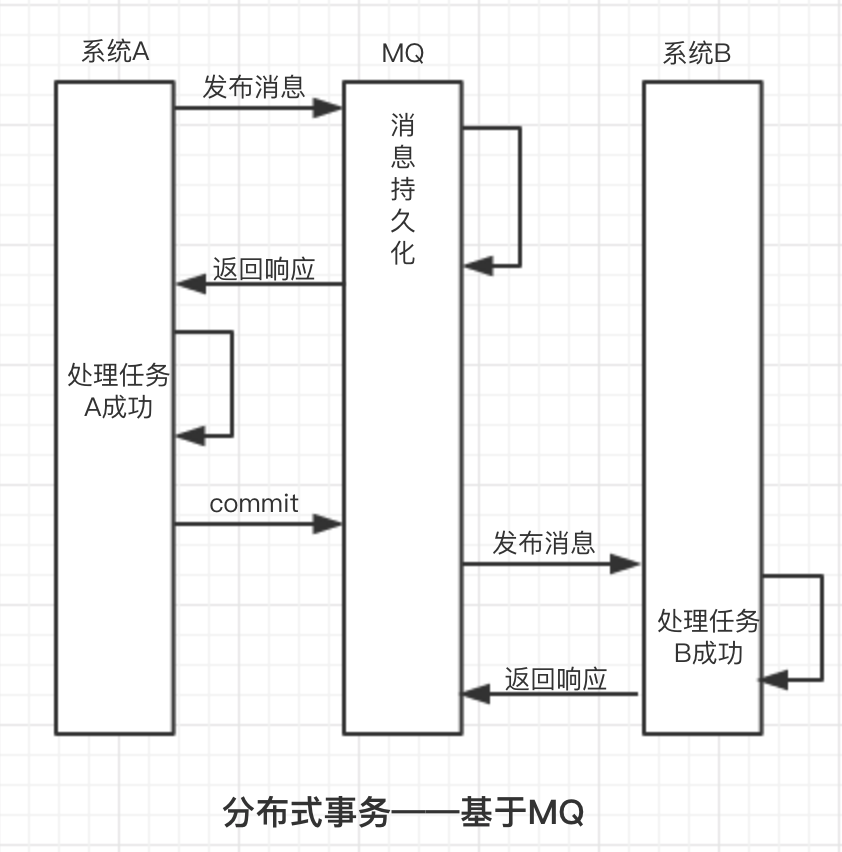 系统A
MQ
系统B
发布消息
消
息
持
久
化
返回响应
处理任务
A成功
commit
发布消息
处理任务
B成功
返回响应
分布式事务——基于MQ